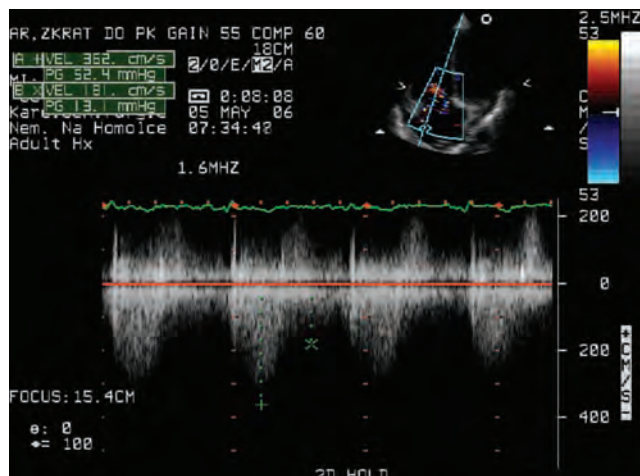 AR,ZKRAT DO PK GAIN 55 COMP 60
18CM
2/0/E/M2/A
VEL 362. cm/s
PG 52.4 mmHg
VEL 181. cm/s
PG 13.1 mmHg
0:08:08
05 MAY 06
Nem. Na Homolce
07:34:42
Adult Hx
1.6MHZ
2.5MHZ
53
C
M
/
S
53
200
0
200
400
+CM/S
FOCUS:15.4CM
θ: 0
= 100
2D HOLD